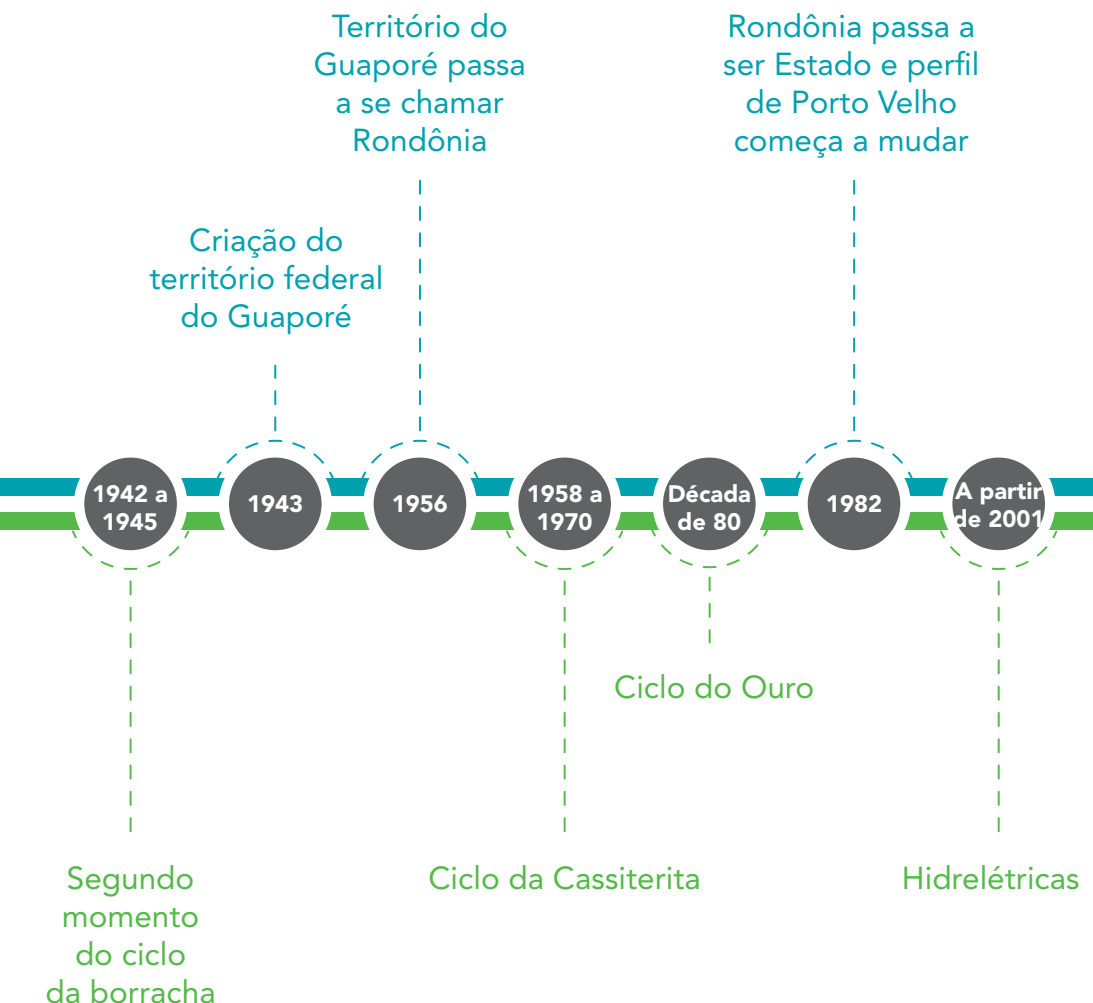 Território do
Guaporé passa
a se chamar
Rondônia
Rondônia passa a
ser Estado e perfil
de Porto Velho
começa a mudar
Criação do
território federal
do Guaporé
1942 a
1945
1943
1956
1958 a
1970
Década
de 80
1982
A partir
de 2001
Ciclo do Ouro
Segundo
momento
do ciclo
da borracha
Ciclo da Cassiterita
Hidrelétricas